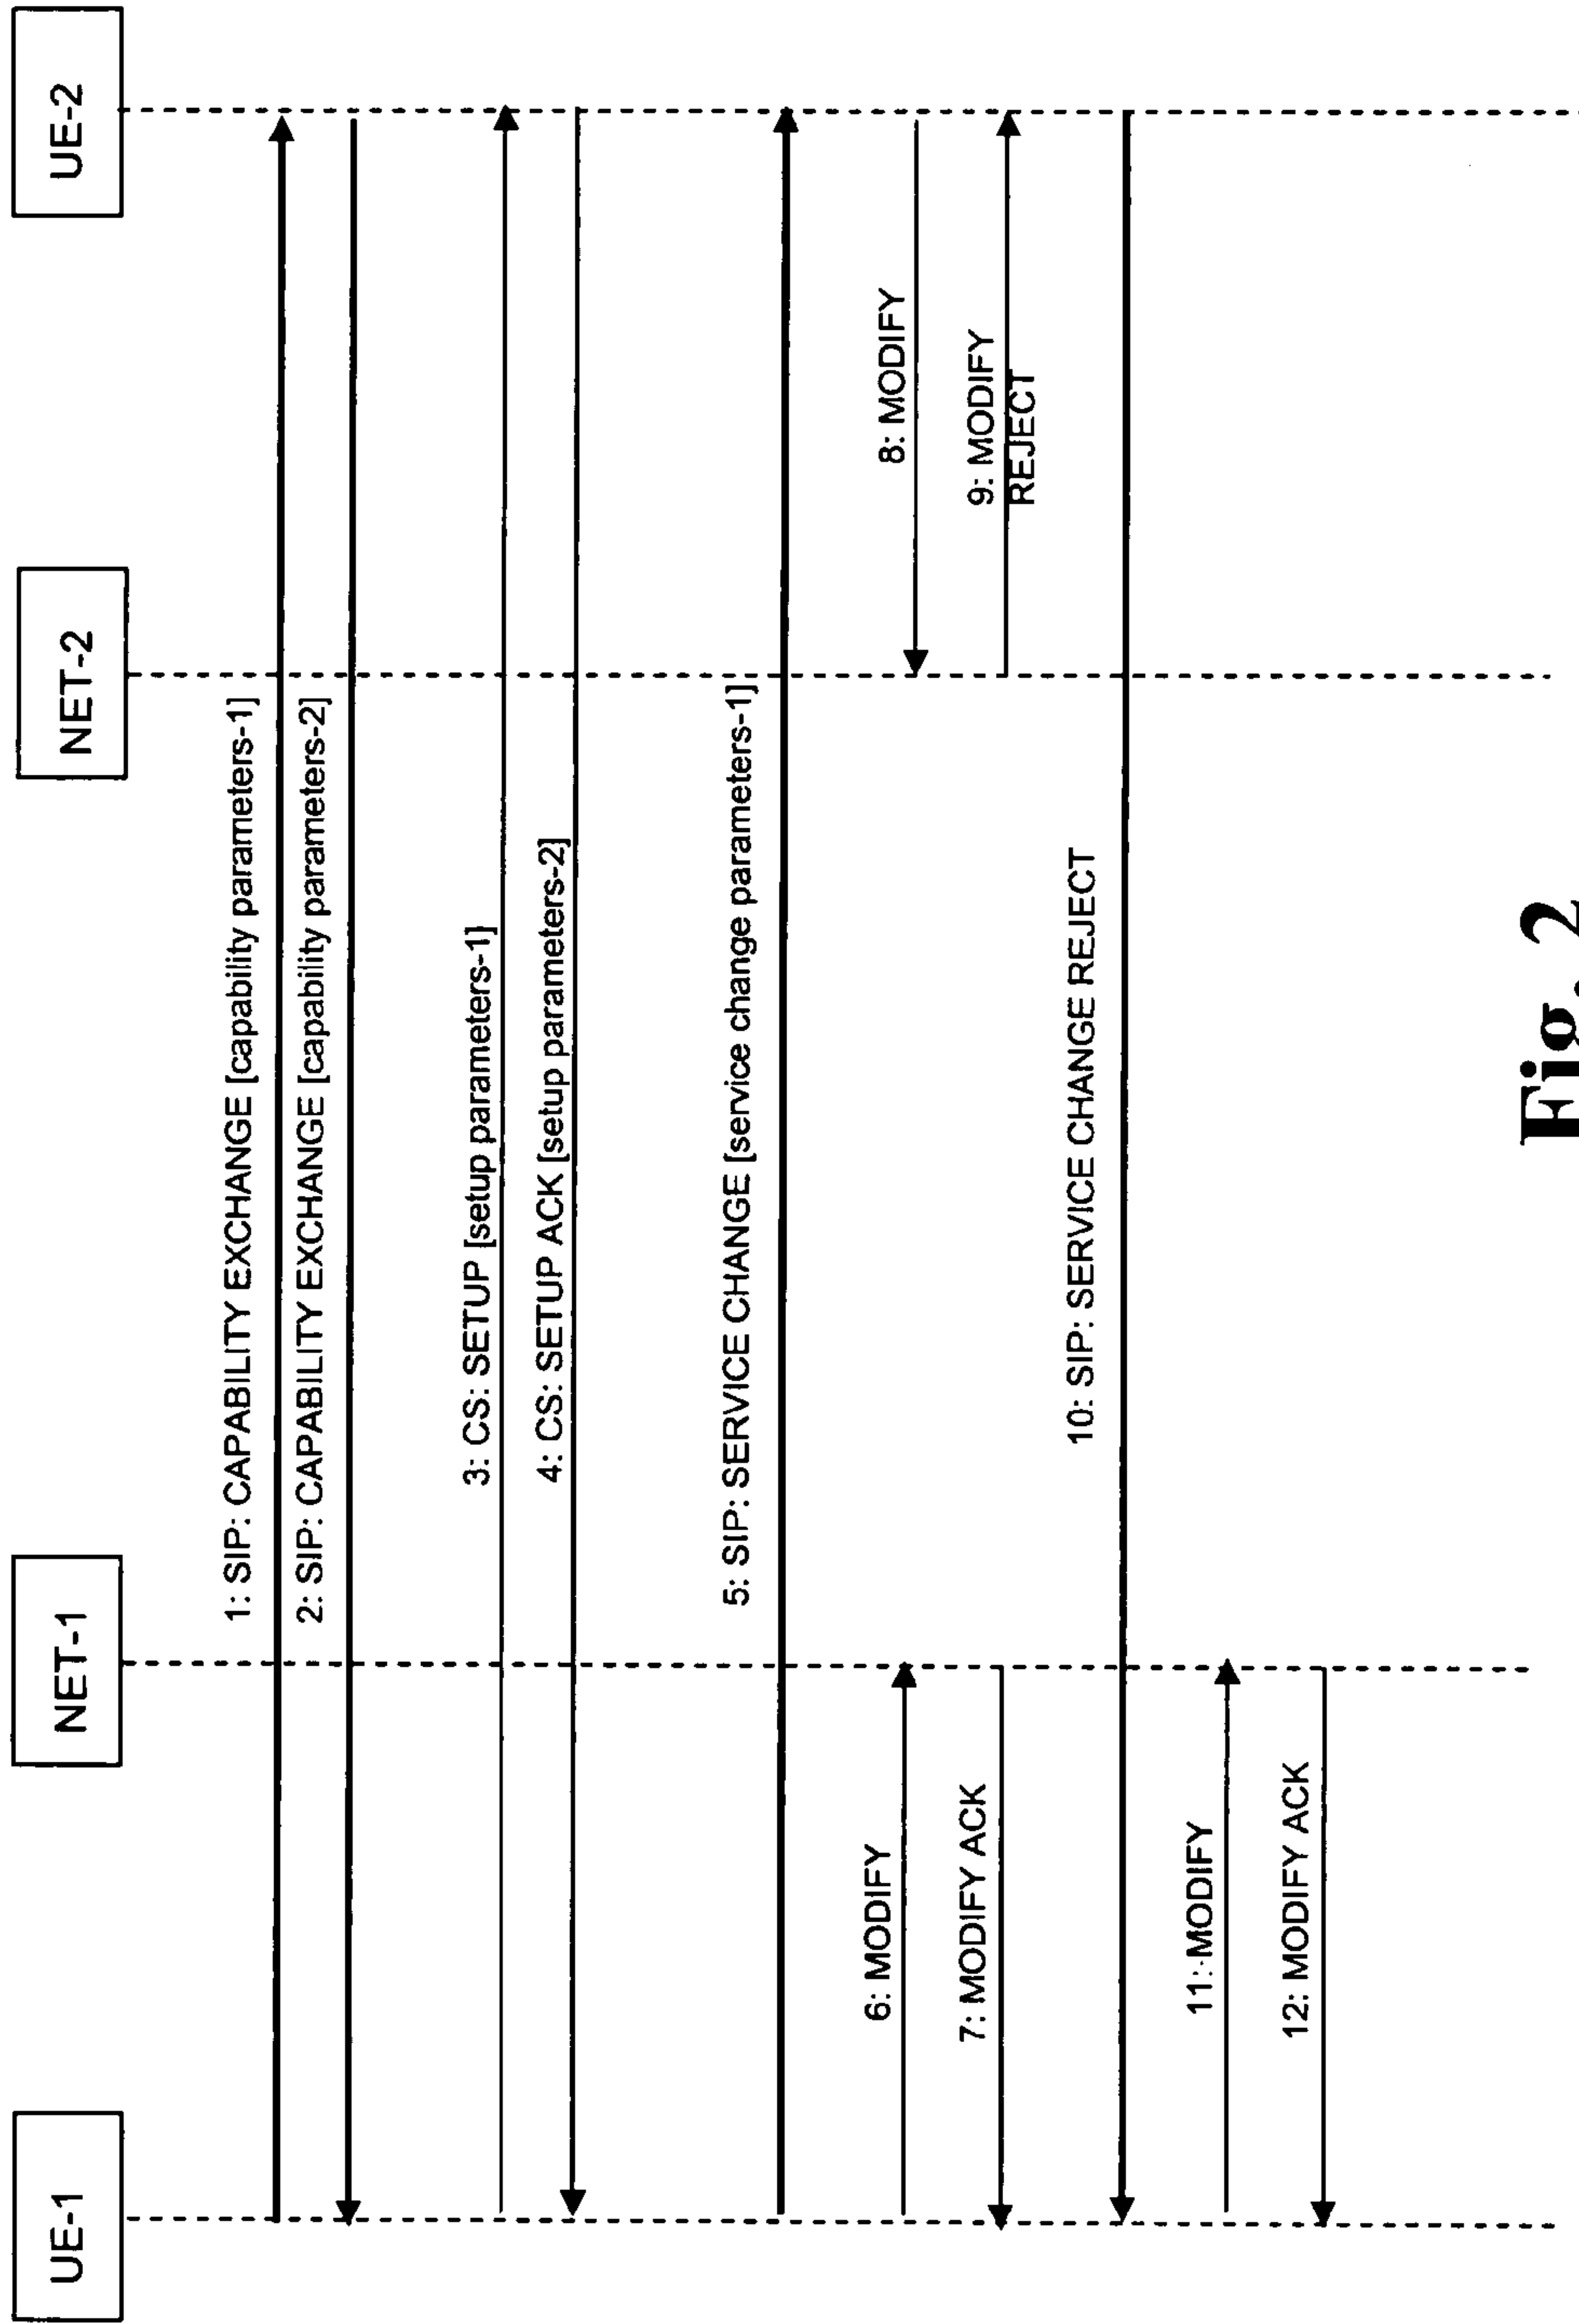 UE-1
NET-1
NET-2
UE-2
1: SIP: CAPABILITY EXCHANGE [capability parameters-1]
2: SIP: CAPABILITY EXCHANGE [capability parameters-2]
3: CS: SETUP [setup parameters-1]
4: CS: SETUP ACK [setup parameters-2]
5: SIP: SERVICE CHANGE [service change parameters-1]
6: MODIFY
8: MODIFY
7: MODIFY ACK
9: MODIFY
REJECT
10: SIP: SERVICE CHANGE REJECT
11: MODIFY
12: MODIFY ACK
Fig. 2